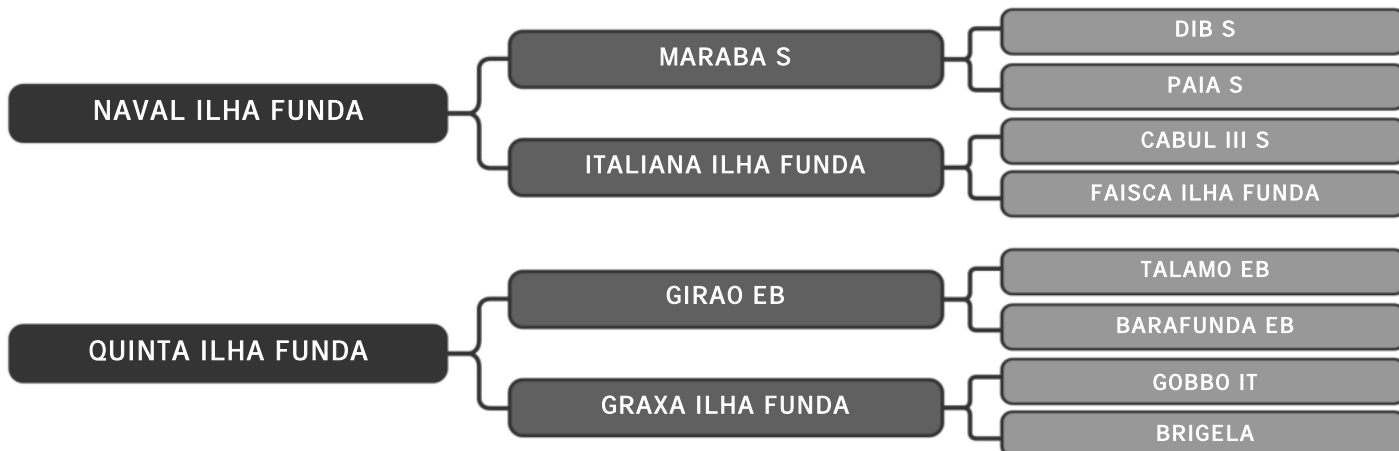 NAVAL ILHA FUNDA
MARABA S
DIB S
PAIA S
ITALIANA ILHA FUNDA
CABUL III S
FAISCA ILHA FUNDA
QUINTA ILHA FUNDA
GIRAO EB
TALAMO EB
BARAFUNDA EB
GRAXA ILHA FUNDA
GOBBO IT
BRIGELA